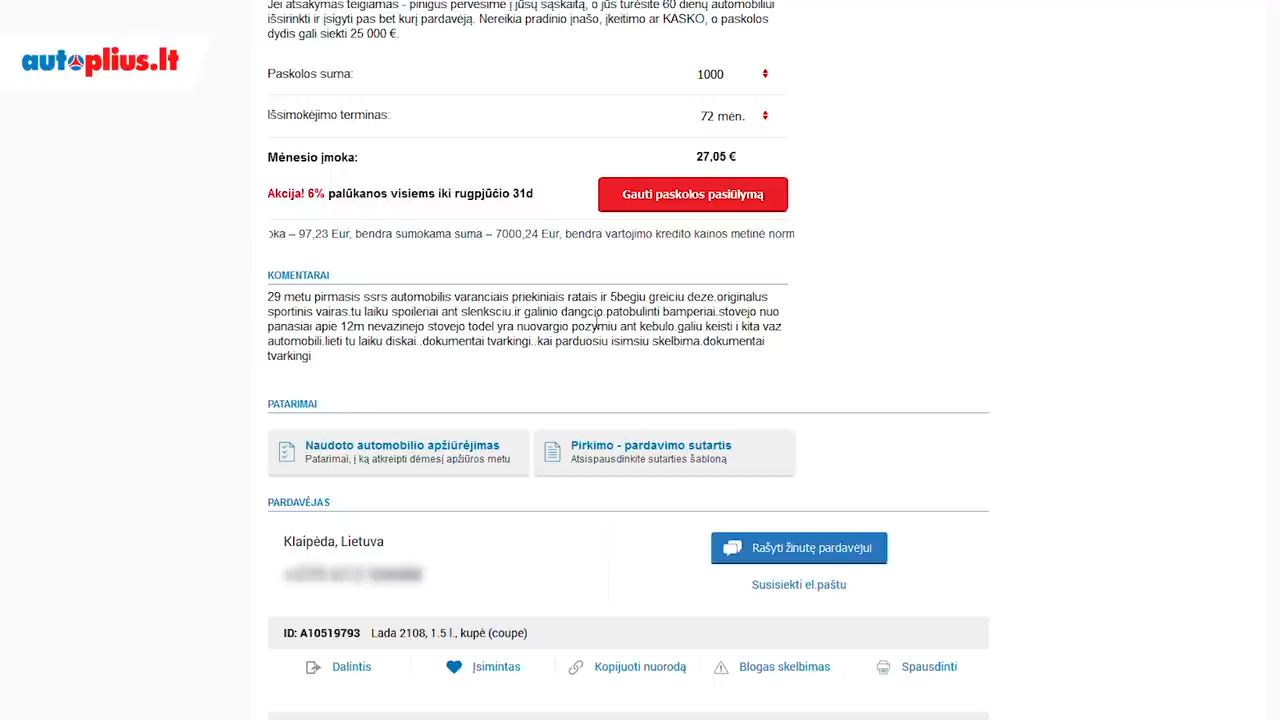 Jei atsakymas teigiamas - pinigus pervesime į jūsų sąskaitą, o jūs turėsite 60 dienų automobiliui
išsirinkti ir įsigyti pas bet kurį pardavėją. Nereikia pradinio įnašo, įkeitimo ar KASKO, o paskolos
dydis gali siekti 25 000 €.
autoplius.lt
Paskolos suma: 1000
Išsimokėjimo terminas: 72 mėn.
Mėnesio įmoka: 27,05 €
Akcija! 6% palūkanos visiems iki rugpjūčio 31d
Gauti paskolos pasiūlymą
oka – 97,23 Eur, bendra sumokama suma – 7000,24 Eur, bendra vartojimo kredito kainos metinė norm
KOMENTARAI
29 metu pirmasis ssrs automobilis varanciais priekiniais ratais ir 5begiu greiciu deze.originalus
sportinis vairas.tu laiku spoileriai ant slenksciu.ir galinio dangcio.patobulinti bamperiai.stovejo nuo
panasiai apie 12m nevazinejo stovejo todel yra nuovargio pozymiu ant kebulo.galiu keisti i kita vaz
automobili.lieti tu laiku diskai..dokumentai tvarkingi..kai parduosiu isimsiu skelbima.dokumentai
tvarkingi
PATARIMAI
Naudoto automobilio apžiūrėjimas
Patarimai, į ką atkreipti dėmesį apžiūros metu
Pirkimo - pardavimo sutartis
Atsispausdinkite sutarties šabloną
PARDAVĖJAS
Klaipėda, Lietuva
Rašyti žinutę pardavėjui
Susisiekti el.paštu
ID: A10519793 Lada 2108, 1.5 l., kupė (coupe)
Dalintis Įsimintas Kopijuoti nuorodą Blogas skelbimas Spausdinti